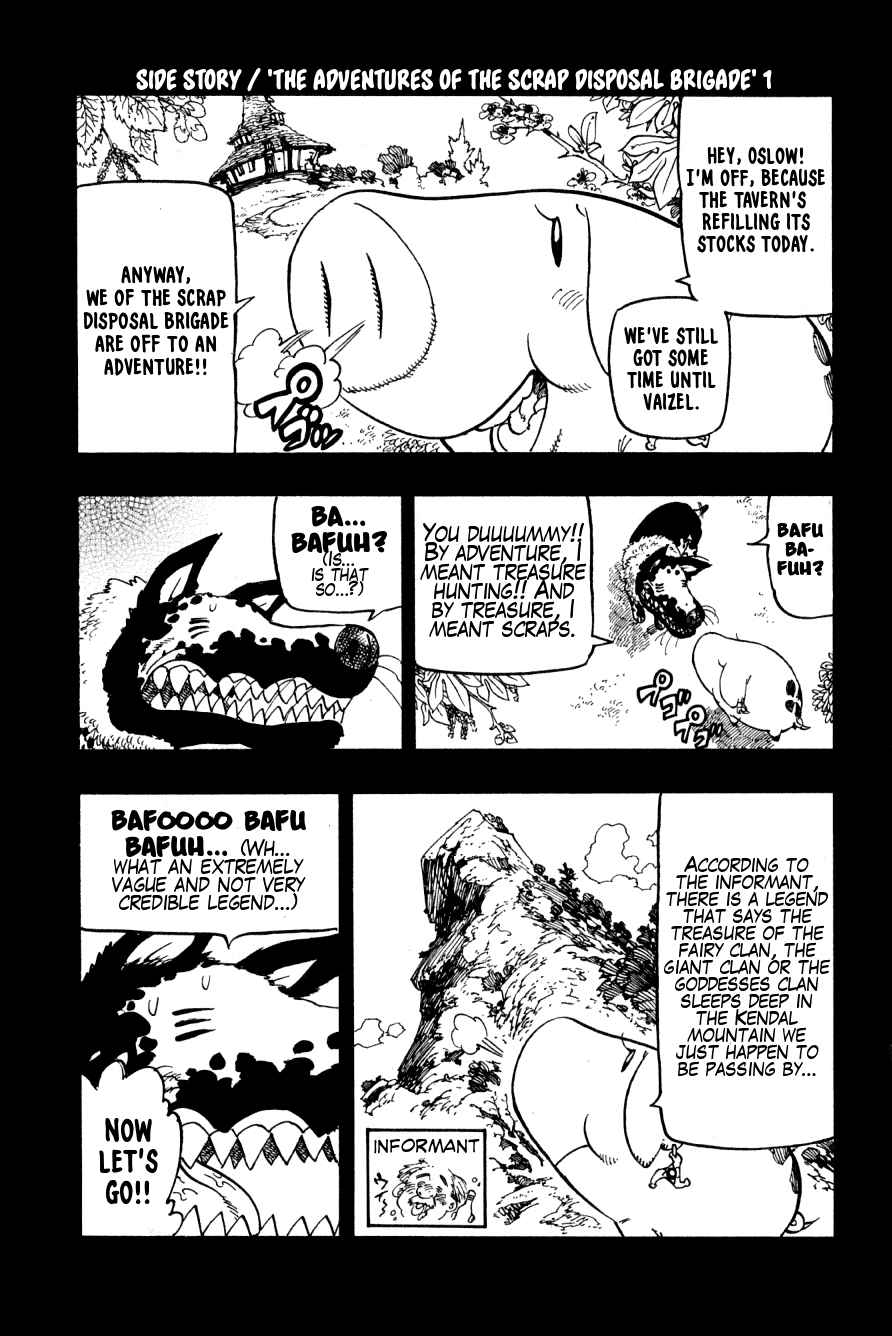 SIDE STORY / 'THE ADVENTURES OF THE SCRAP DISPOSAL BRIGADE' 1
HEY, OSLOW!
I'M OFF, BECAUSE
THE TAVERN'S
REFILLING ITS
STOCKS TODAY.
WE'VE STILL
GOT SOME
TIME UNTIL
VAIZEL.
ANYWAY,
WE OF THE SCRAP
DISPOSAL BRIGADE
ARE OFF TO AN
ADVENTURE!!
BAFU
BA-
FUH?
YOU DUUUUMMY!!
BY ADVENTURE, I
MEANT TREASURE
HUNTING!! AND
BY TREASURE, I
MEANT SCRAPS.
BA...
BAFUH?
(IS...
IS THAT
SO...?)
ACCORDING TO
THE INFORMANT,
THERE IS A LEGEND
THAT SAYS THE
TREASURE OF THE
FAIRY CLAN, THE
GIANT CLAN OR THE
GODDESSES CLAN
SLEEPS DEEP IN
THE KENDAL
MOUNTAIN WE
JUST HAPPEN TO
BE PASSING BY...
INFORMANT
BAFOOOO BAFU
BAFUH... (WH...
WHAT AN EXTREMELY
VAGUE AND NOT VERY
CREDIBLE LEGEND...)
NOW
LET'S
GO!!